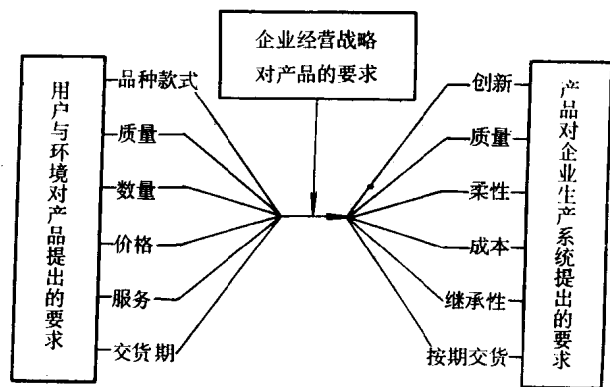 企业经营战略
对产品的要求
用户与环境对产品提出的要求
品种款式
质量
数量
价格
服务
交货期
创新
质量
柔性
成本
继承性
按期交货
产品对企业生产系统提出的要求